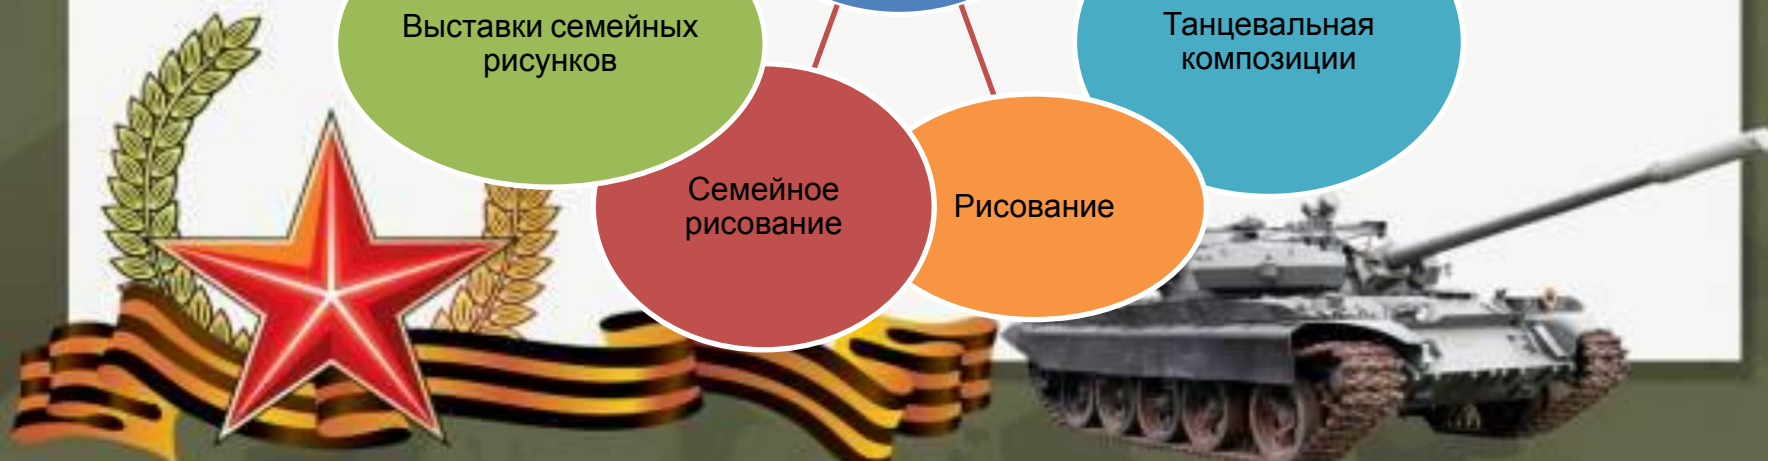 Выставки семейных
рисунков
Танцевальная
композиции
Семейное
рисование
Рисование